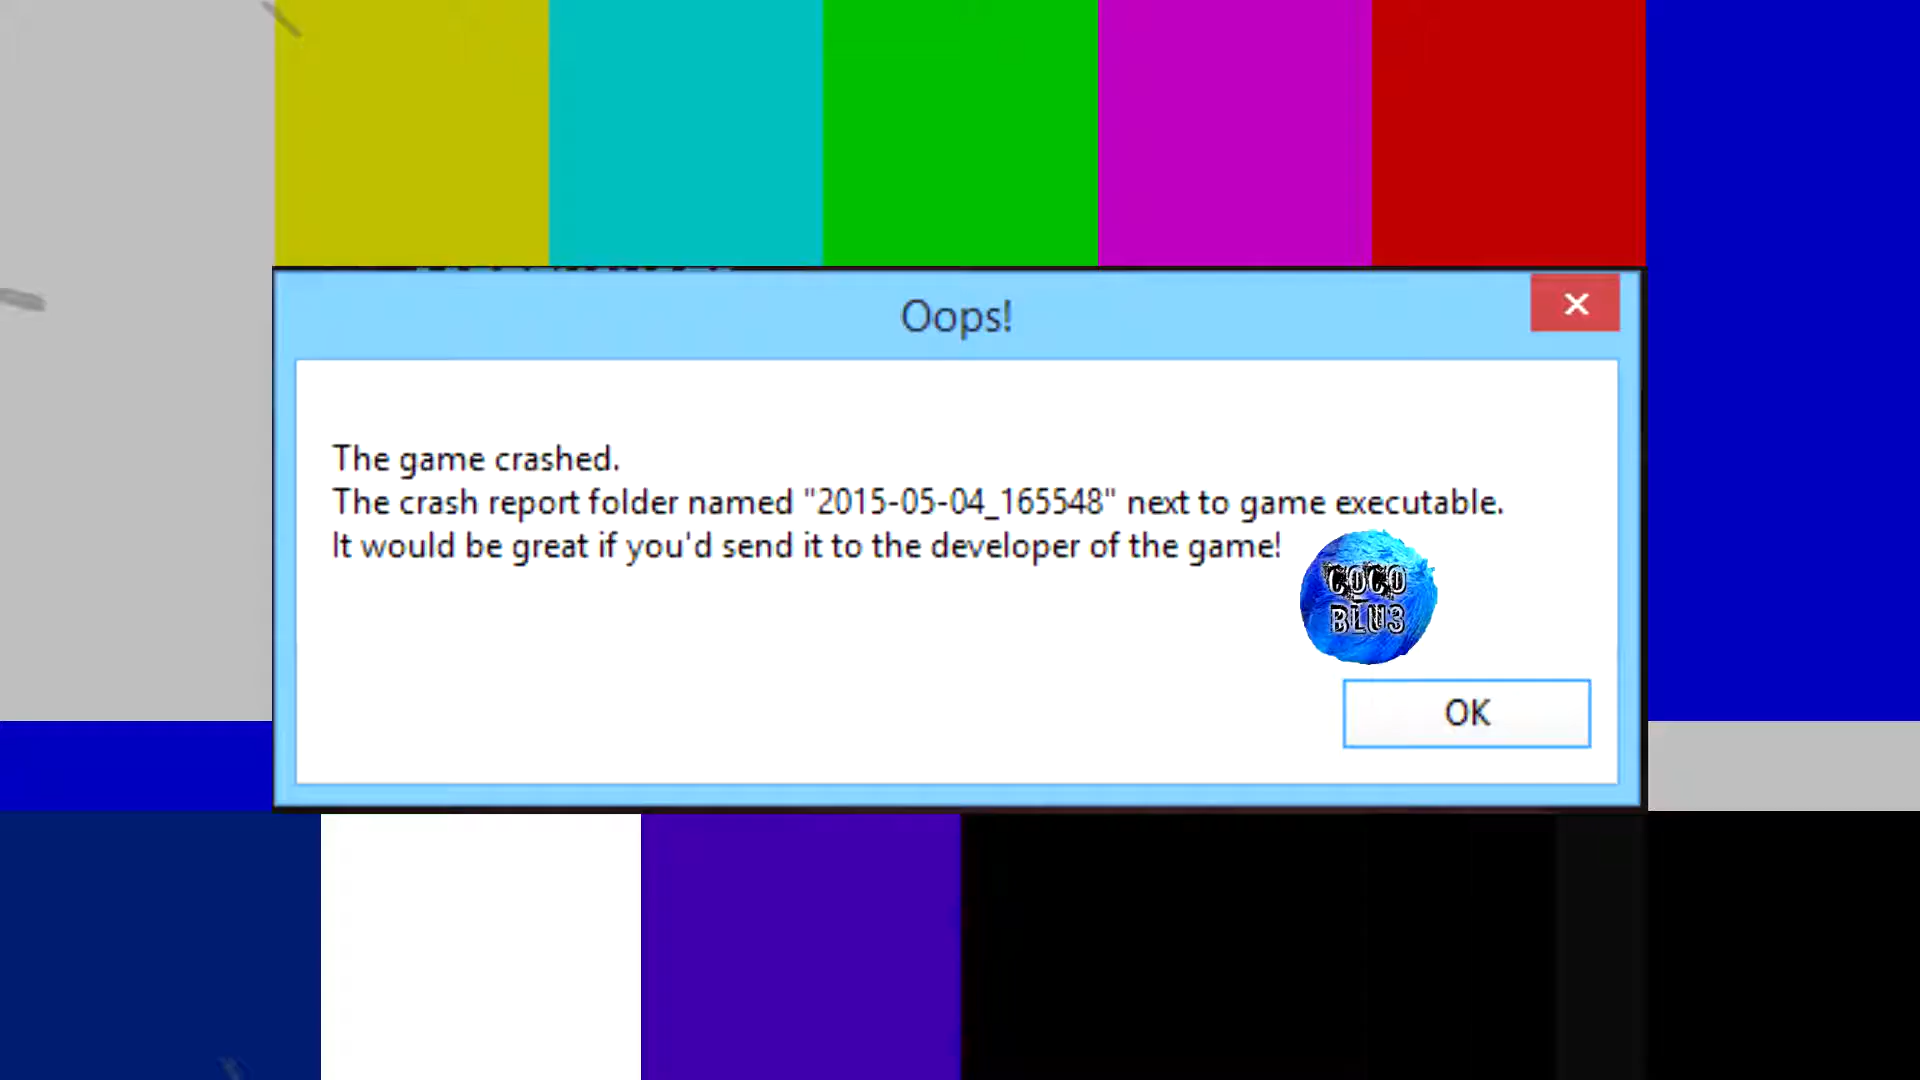 Oops!
The game crashed.
The crash report folder named "2015-05-04_165548" next to game executable.
It would be great if you'd send it to the developer of the game!
COCO
BLU3
OK